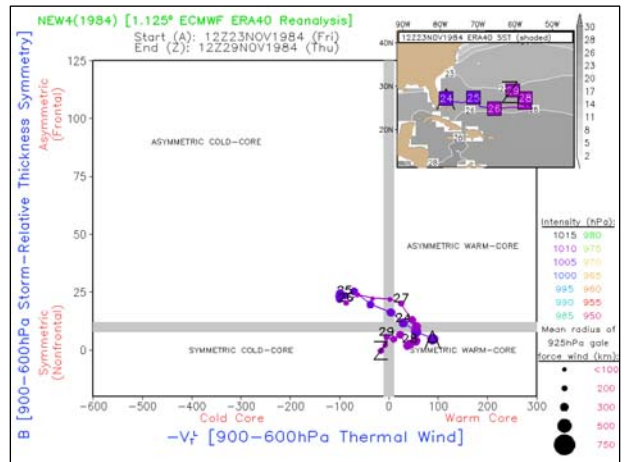 NEW4(1984) [1.125° ECMWF ERA40 Reanalysis]
Start (A): 12Z23NOV1984 (Fri)
End (Z): 12Z29NOV1984 (Thu)
B [900-600hPa Storm-Relative Thickness Symmetry]
Asymmetric
(Frontal)
Symmetric
(Nonfrontal)
125
100
75
50
25
0
ASYMMETRIC COLD-CORE
ASYMMETRIC WARM-CORE
SYMMETRIC COLD-CORE
SYMMETRIC WARM-CORE
25
26
27
24
29
28
A
Z
-600 -500 -400 -300 -200 -100 0 100 200 300
Cold Core
Warm Core
-VTL [900-600hPa Thermal Wind]
90W 80W 70W 60W 50W
12Z23NOV1984 ERA40 SST (shaded)
40N
30N
20N
24 25 26 28 29
30
28
26
23
20
17
14
11
8
5
2
Intensity (hPa):
1015 980
1010 975
1005 970
1000 965
995 960
990 955
985 950
Mean radius of
925hPa gale
force wind (km):
<100
200
300
500
750